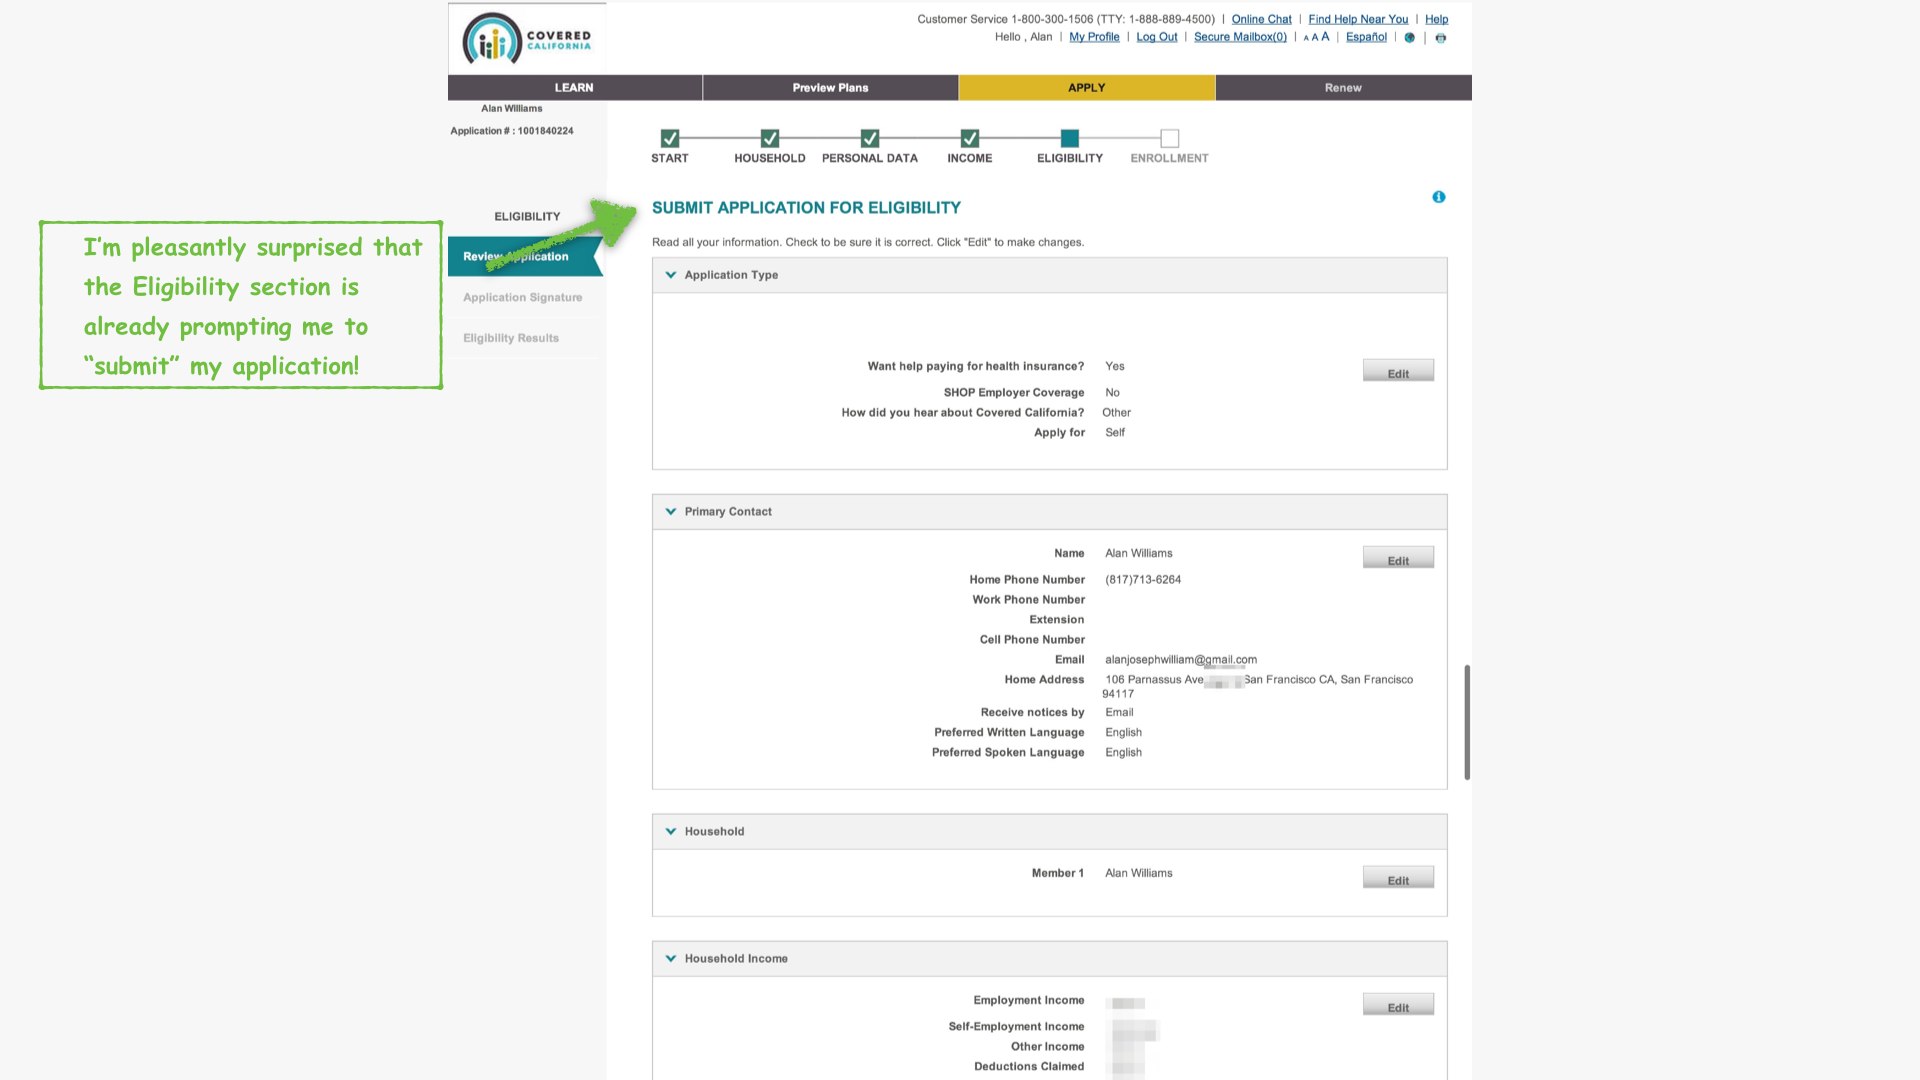 COVERED
CALIFORNIA
Customer Service 1-800-300-1506 (TTY: 1-888-889-4500) | Online Chat | Find Help Near You | Help
Hello , Alan | My Profile | Log Out | Secure Mailbox(0) | A A A | Español | |
LEARN Preview Plans APPLY Renew
Alan Williams
Application # : 1001840224
START HOUSEHOLD PERSONAL DATA INCOME ELIGIBILITY ENROLLMENT
ELIGIBILITY
Review Application
Application Signature
Eligibility Results
I'm pleasantly surprised that
the Eligibility section is
already prompting me to
“submit” my application!
SUBMIT APPLICATION FOR ELIGIBILITY
Read all your information. Check to be sure it is correct. Click "Edit" to make changes.
Application Type
Want help paying for health insurance? Yes
Edit
SHOP Employer Coverage No
How did you hear about Covered California? Other
Apply for Self
Primary Contact
Name Alan Williams
Edit
Home Phone Number (817)713-6264
Work Phone Number
Extension
Cell Phone Number
Email alanjosephwilliam@gmail.com
Home Address 106 Parnassus Ave San Francisco CA, San Francisco
94117
Receive notices by Email
Preferred Written Language English
Preferred Spoken Language English
Household
Member 1 Alan Williams
Edit
Household Income
Employment Income
Edit
Self-Employment Income
Other Income
Deductions Claimed